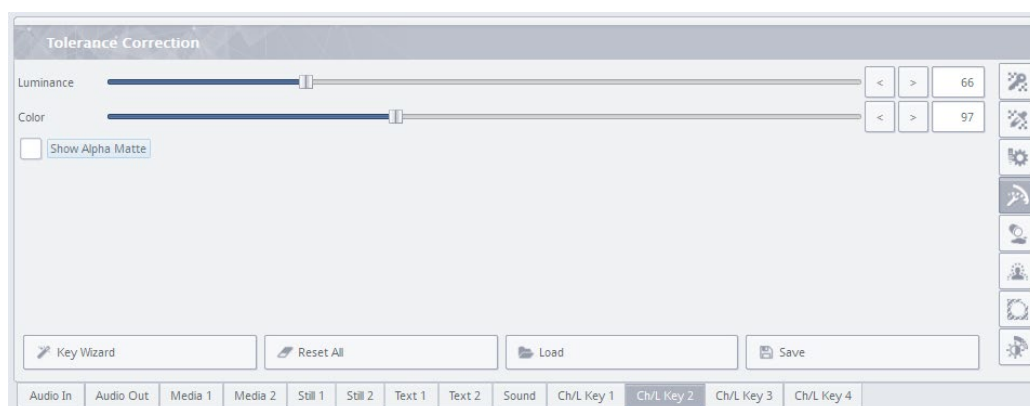 Tolerance Correction
Luminance < > 66
Color < > 97
Show Alpha Matte
Key Wizard Reset All Load Save
Audio In Audio Out Media 1 Media 2 Still 1 Still 2 Text 1 Text 2 Sound Ch/L Key 1 Ch/L Key 2 Ch/L Key 3 Ch/L Key 4